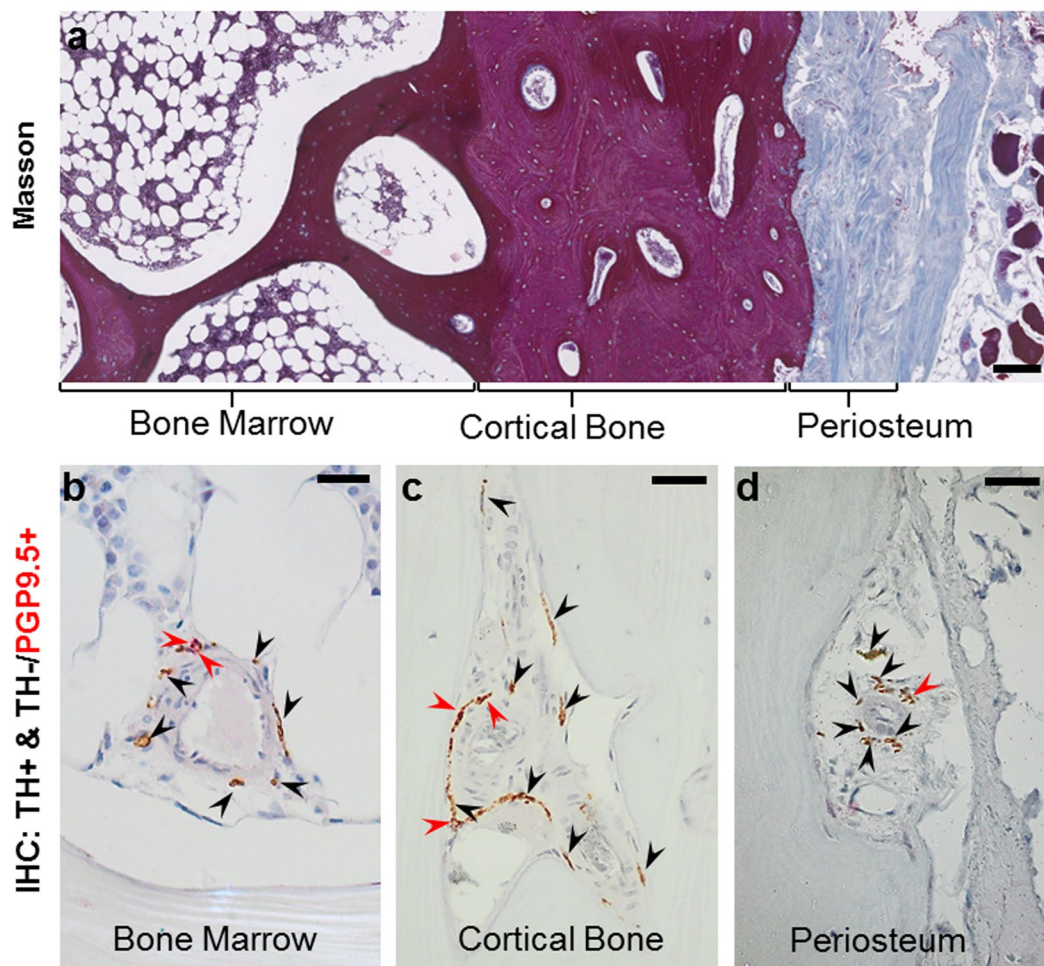 a
Masson
Bone Marrow
Cortical Bone
Periosteum
b
c
d
IHC: TH+ & TH-/PGP9.5+
Bone Marrow
Cortical Bone
Periosteum